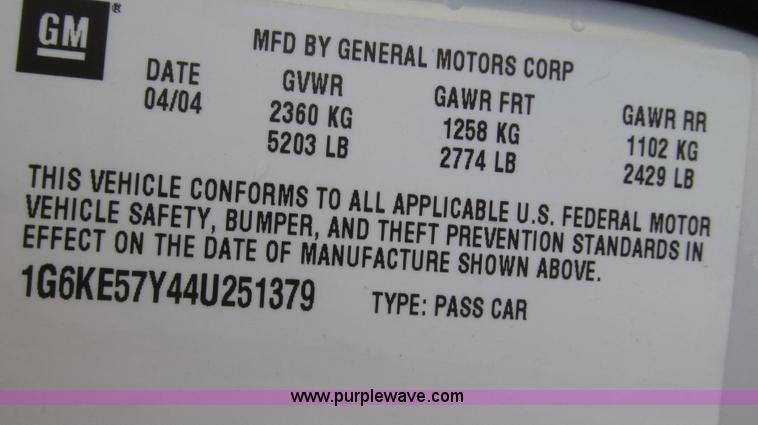 GM®
MFD BY GENERAL MOTORS CORP
DATE GVWR GAWR FRT GAWR RR
04/04 2360 KG 1258 KG 1102 KG
5203 LB 2774 LB 2429 LB
THIS VEHICLE CONFORMS TO ALL APPLICABLE U.S. FEDERAL MOTOR
VEHICLE SAFETY, BUMPER, AND THEFT PREVENTION STANDARDS IN
EFFECT ON THE DATE OF MANUFACTURE SHOWN ABOVE.
1G6KE57Y44U251379 TYPE: PASS CAR
www.purplewave.com